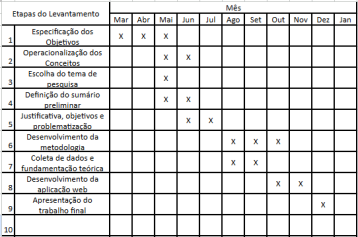 Etapas do Levantamento
Mês
Mar Abr Mai Jun Jul Ago Set Out Nov Dez Jan
1 Especificação dos Objetivos X X X
2 Operacionalização dos Conceitos X X
3 Escolha do tema de pesquisa X
4 Definição do sumário preliminar X X
5 Justificativa, objetivos e problematização X X
6 Desenvolvimento da metodologia X X X
7 Coleta de dados e fundamentação teórica X X
8 Desenvolvimento da aplicação web X X
9 Apresentação do trabalho final X
10